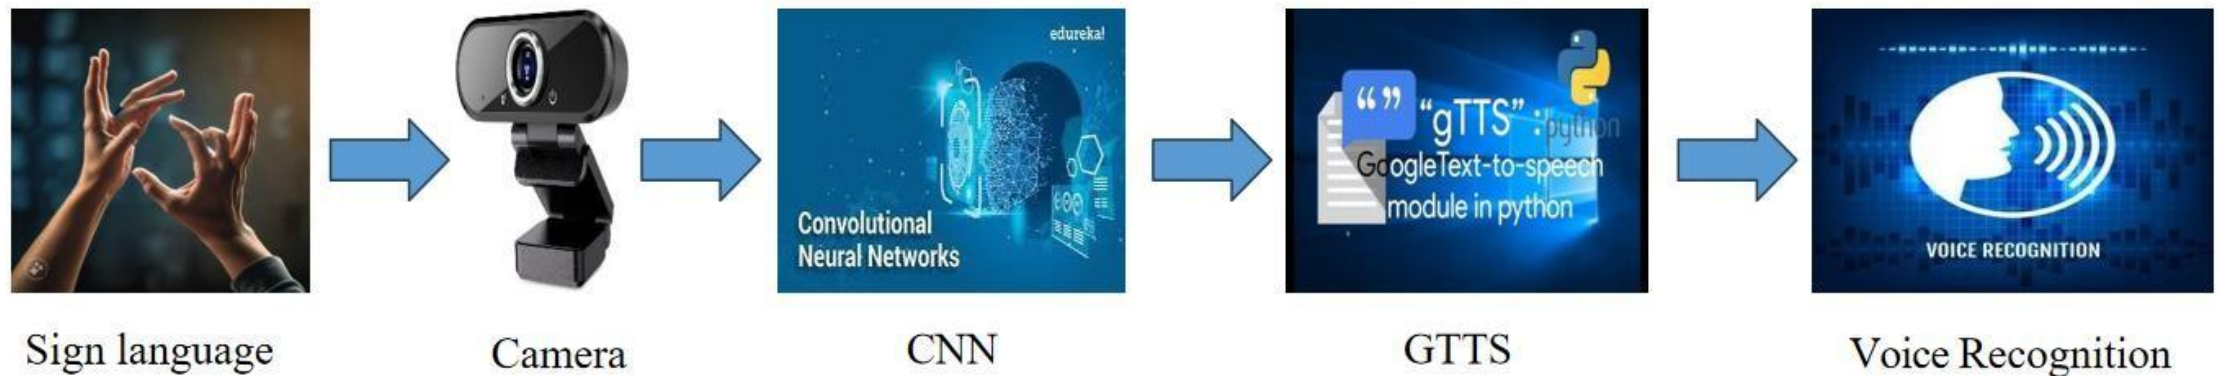 edureka!
Convolutional
Neural Networks
“ ”
“gTTS” :python
GoogleText-to-speech
module in python
VOICE RECOGNITION
Sign language
Camera
CNN
GTTS
Voice Recognition